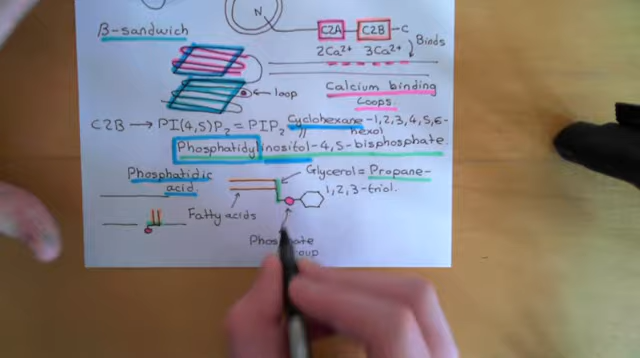 N
β-sandwich
C2A
C2B
-C
2Ca²⁺ 3Ca²⁺
Binds
loop
Calcium binding
Loops.
C2B → PI(4,5)P₂ = PIP₂ Cyclohexane-1,2,3,4,5,6-
hexol
Phosphatidylinositol-4,5-bisphosphate.
Phosphatidic
acid.
Glycerol = Propane-
1,2,3-triol.
Fatty acids